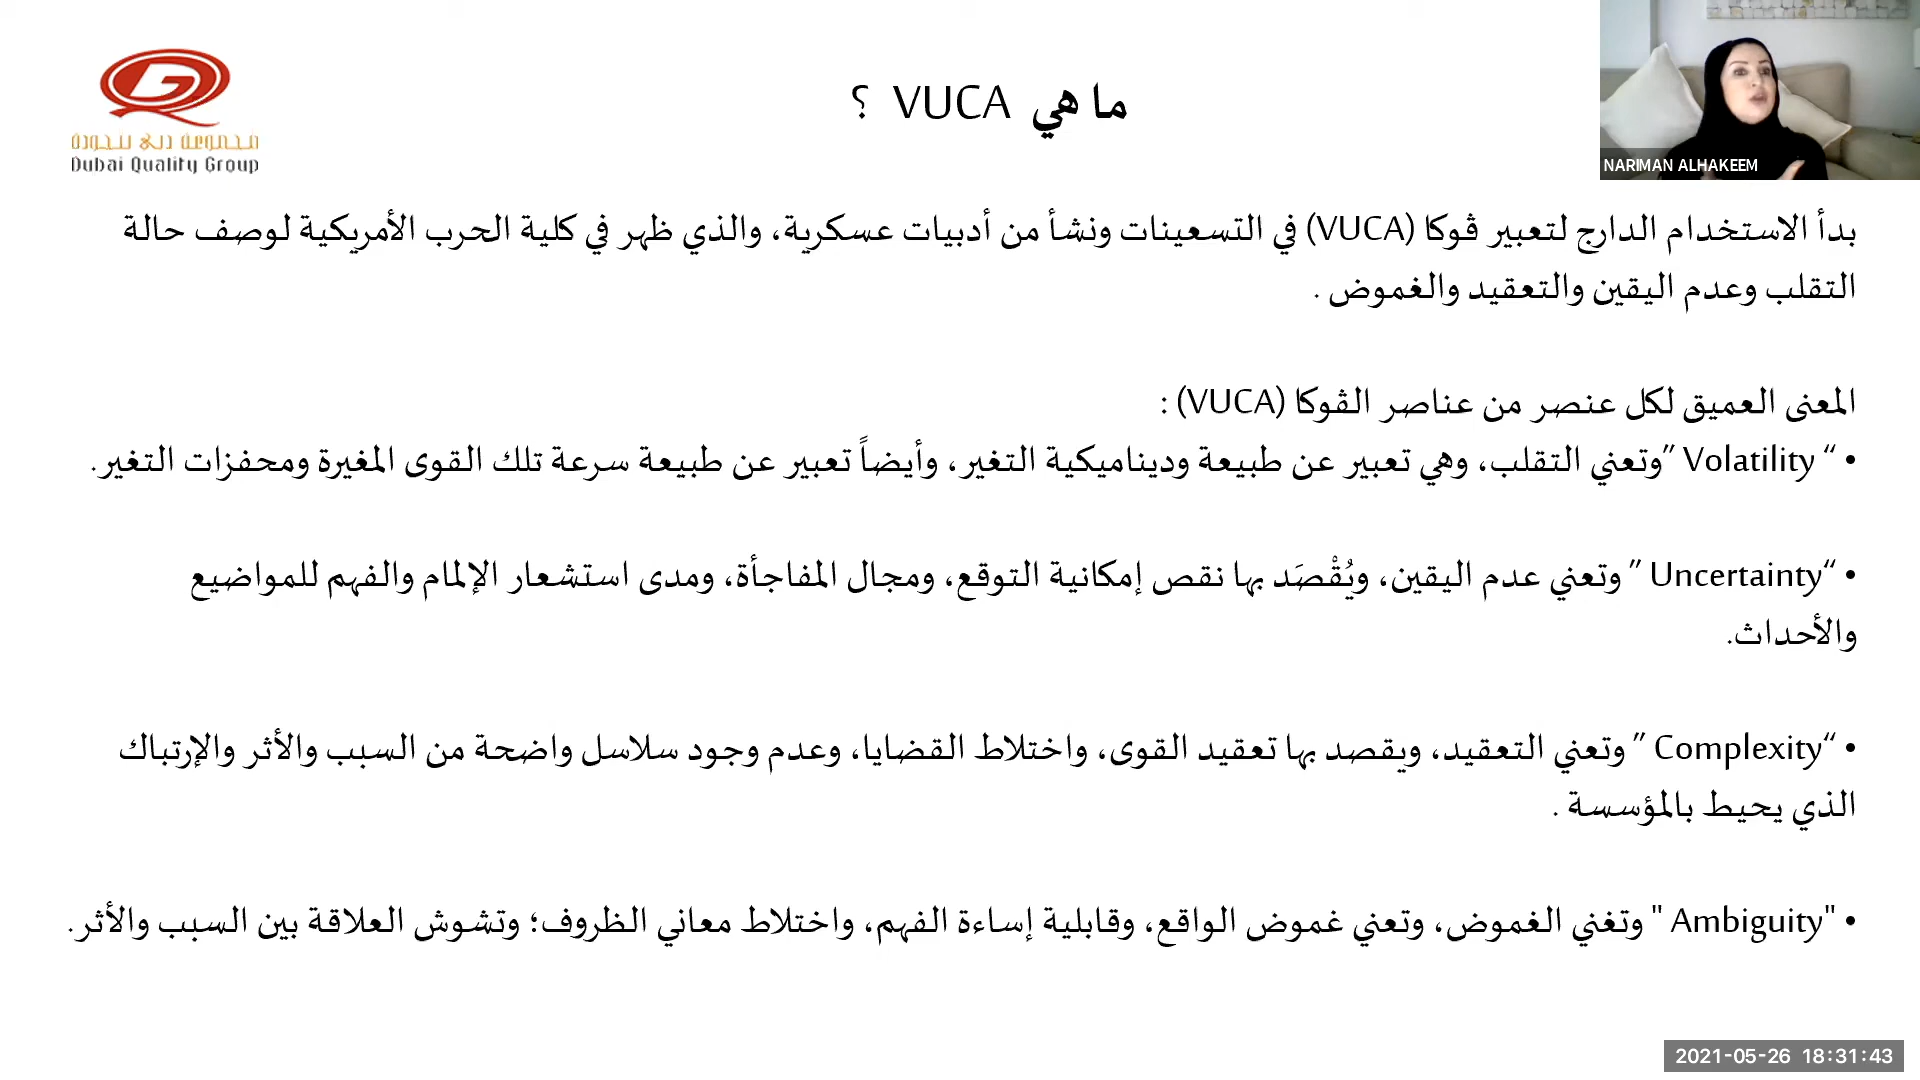 مجموعة دبي للجودة
Dubai Quality Group
ما هي VUCA ؟
NARIMAN ALHAKEEM
بدأ الاستخدام الدارج لتعبير ڤوكا (VUCA) في التسعينات ونشأ من أدبيات عسكرية، والذي ظهر في كلية الحرب الأمريكية لوصف حالة
التقلب وعدم اليقين والتعقيد والغموض .
المعنى العميق لكل عنصر من عناصر الڤوكا (VUCA) :
• “ Volatility ”وتعني التقلب، وهي تعبير عن طبيعة وديناميكية التغير، وأيضاً تعبير عن طبيعة سرعة تلك القوى المغيرة ومحفزات التغير.
• “Uncertainty ” وتعني عدم اليقين، ويُقْصَد بها نقص إمكانية التوقع، ومجال المفاجأة، ومدى استشعار الإلمام والفهم للمواضيع
والأحداث.
• “Complexity ” وتعني التعقيد، ويقصد بها تعقيد القوى، واختلاط القضايا، وعدم وجود سلاسل واضحة من السبب والأثر والإرتباك
الذي يحيط بالمؤسسة .
• "Ambiguity " وتغني الغموض، وتعني غموض الواقع، وقابلية إساءة الفهم، واختلاط معاني الظروف؛ وتشوش العلاقة بين السبب والأثر.
2021-05-26 18:31:43